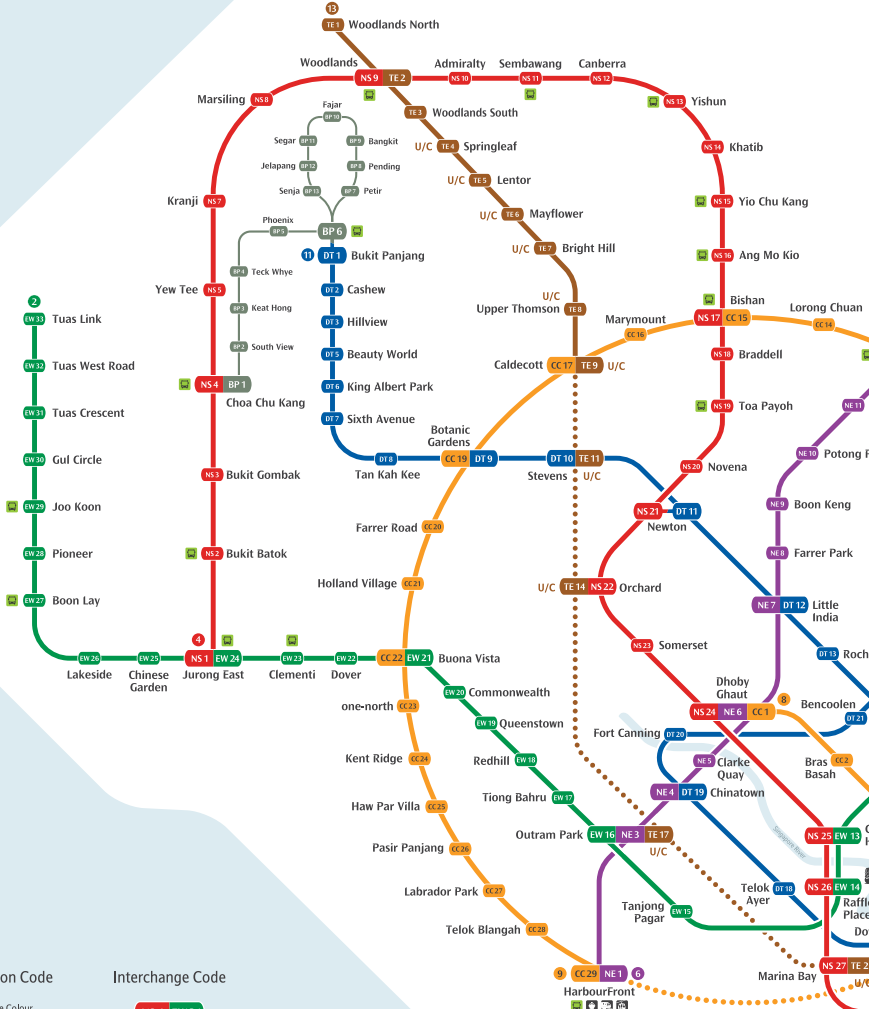 13
TE 1 Woodlands North
Woodlands
NS 9 TE 2
Admiralty
NS 10
Sembawang
NS 11
Canberra
NS 12
Marsiling NS 8
NS 13 Yishun
TE 3 Woodlands South
Fajar
BP 10
Segar BP 11
BP 9 Bangkit
U/C TE 4 Springleaf
NS 14 Khatib
Jelapang BP 12
BP 8 Pending
U/C TE 5 Lentor
Senja BP 13
BP 7 Petir
Kranji NS 7
NS 15 Yio Chu Kang
U/C TE 6 Mayflower
Phoenix
BP 5
BP 6
U/C TE 7 Bright Hill
11 DT 1 Bukit Panjang
NS 16 Ang Mo Kio
BP 4 Teck Whye
Yew Tee NS 5
DT 2 Cashew
2
EW 33 Tuas Link
BP 3 Keat Hong
DT 3 Hillview
U/C
Upper Thomson TE 8
Bishan
NS 17 CC 15
Lorong Chuan
CC 14
Marymount
CC 16
BP 2 South View
DT 5 Beauty World
NS 18 Braddell
EW 32 Tuas West Road
Caldecott CC 17 TE 9 U/C
NS 4 BP 1
Choa Chu Kang
DT 6 King Albert Park
EW 31 Tuas Crescent
DT 7 Sixth Avenue
NS 19 Toa Payoh
NE 11
Botanic
Gardens
CC 19 DT 9
DT 8
Tan Kah Kee
DT 10 TE 11
Stevens U/C
NE 10 Potong P
EW 30 Gul Circle
NS 3 Bukit Gombak
NS 20 Novena
EW 29 Joo Koon
NS 21 DT 11
Newton
NE 9 Boon Keng
Farrer Road CC 20
EW 28 Pioneer
NS 2 Bukit Batok
NE 8 Farrer Park
Holland Village CC 21
U/C TE 14 NS 22 Orchard
EW 27 Boon Lay
NE 7 DT 12 Little
India
4
NS 1 EW 24
Jurong East
EW 26
Lakeside
EW 25
Chinese
Garden
EW 23
Clementi
EW 22
Dover
CC 22 EW 21 Buona Vista
NS 23 Somerset
DT 13 Roch
EW 20 Commonwealth
Dhoby
Ghaut
NS 24 NE 6 CC 1
8
one-north CC 23
EW 19 Queenstown
Bencoolen
DT 21
Fort Canning DT 20
Kent Ridge CC 24
Redhill EW 18
NE 5 Clarke
Quay
Bras
Basah
CC 2
NE 4 DT 19 Chinatown
Haw Par Villa CC 25
Tiong Bahru EW 17
Outram Park EW 16 NE 3 TE 17
U/C
Singapore River
NS 25 EW 13
Pasir Panjang CC 26
Labrador Park CC 27
Telok
Ayer
DT 18
NS 26 EW 14
Raffle
Place
Tanjong
Pagar
EW 15
Telok Blangah CC 28
Do
9 CC 29 NE 1 6
HarbourFront
Marina Bay NS 27 TE 2
U/C
on Code
Interchange Code
e Colour